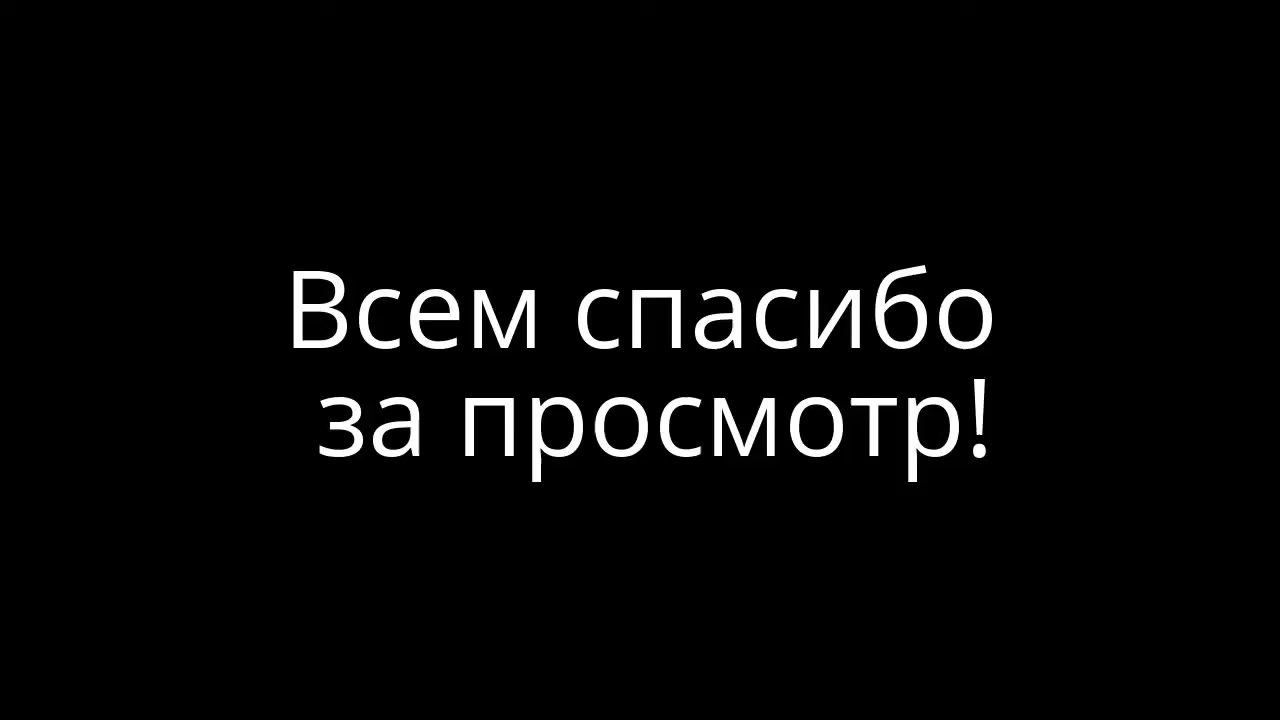 Всем спасибо
за просмотр!